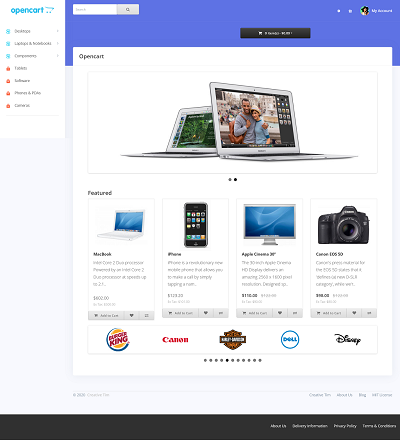 opencart
Search
My Account
0 item(s) - $0.00
Desktops
Laptops & Notebooks
Components
Tablets
Software
Phones & PDAs
Cameras
Opencart
Featured
MacBook
Intel Core 2 Duo processor
Powered by an Intel Core 2
Duo processor at speeds up
to 2.1..
$602.00
Ex Tax: $500.00
Add to Cart
iPhone
iPhone is a revolutionary new
mobile phone that allows you
to make a call by simply
tapping a nam..
$123.20
Ex Tax: $101.00
Add to Cart
Apple Cinema 30"
The 30-inch Apple Cinema
HD Display delivers an
amazing 2560 x 1600 pixel
resolution. Designed sp..
$110.00 $122.00
Ex Tax: $90.00
Add to Cart
Canon EOS 5D
Canon's press material for
the EOS 5D states that it
'defines (a) new D-SLR
category', while we'r..
$98.00 $122.00
Ex Tax: $80.00
Add to Cart
BURGER KING
Canon
HARLEY-DAVIDSON
DELL
Disney
© 2020 Creative Tim
Creative Tim About Us Blog MIT License
About Us Delivery Information Privacy Policy Terms & Conditions